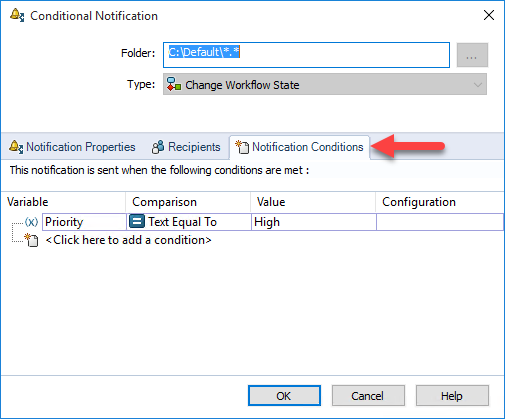 Conditional Notification
Folder: C:\Default\*.* ...
Type: Change Workflow State
Notification Properties Recipients Notification Conditions
This notification is sent when the following conditions are met :
Variable Comparison Value Configuration
(x) Priority Text Equal To High
<Click here to add a condition>
OK Cancel Help